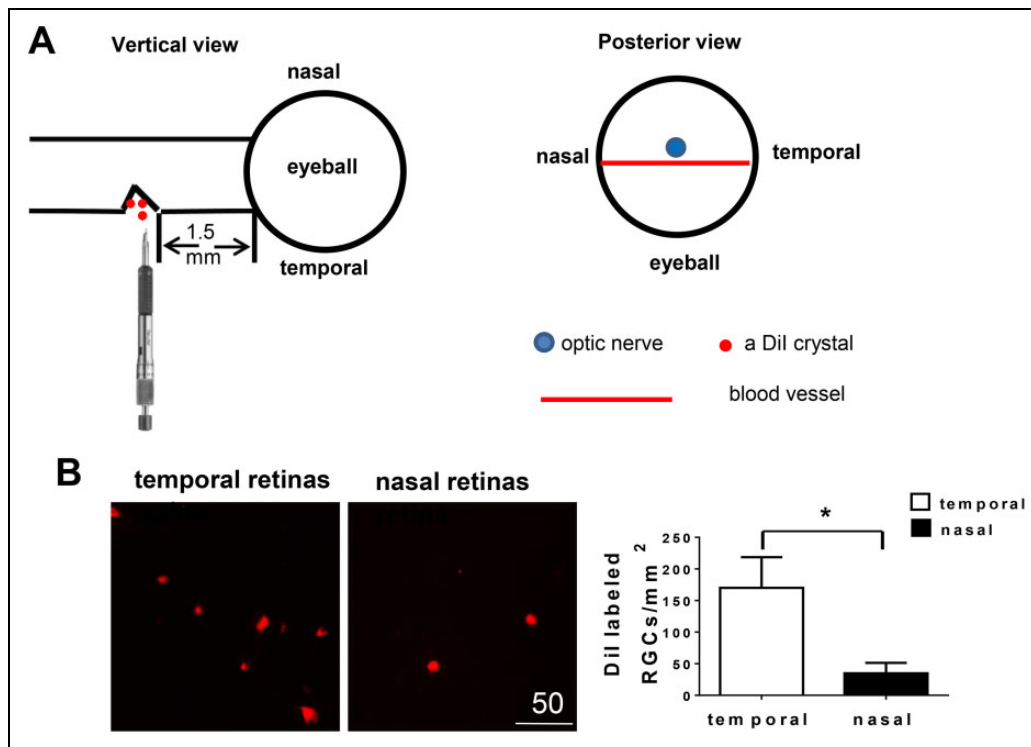 A
Vertical view
nasal
eyeball
1.5
mm
temporal
Posterior view
nasal
temporal
eyeball
optic nerve
a DiI crystal
blood vessel
B
temporal retinas
nasal retinas
50
temporal
nasal
*
DiI labeled
RGCs/mm²
250
200
150
100
50
0
temporal
nasal